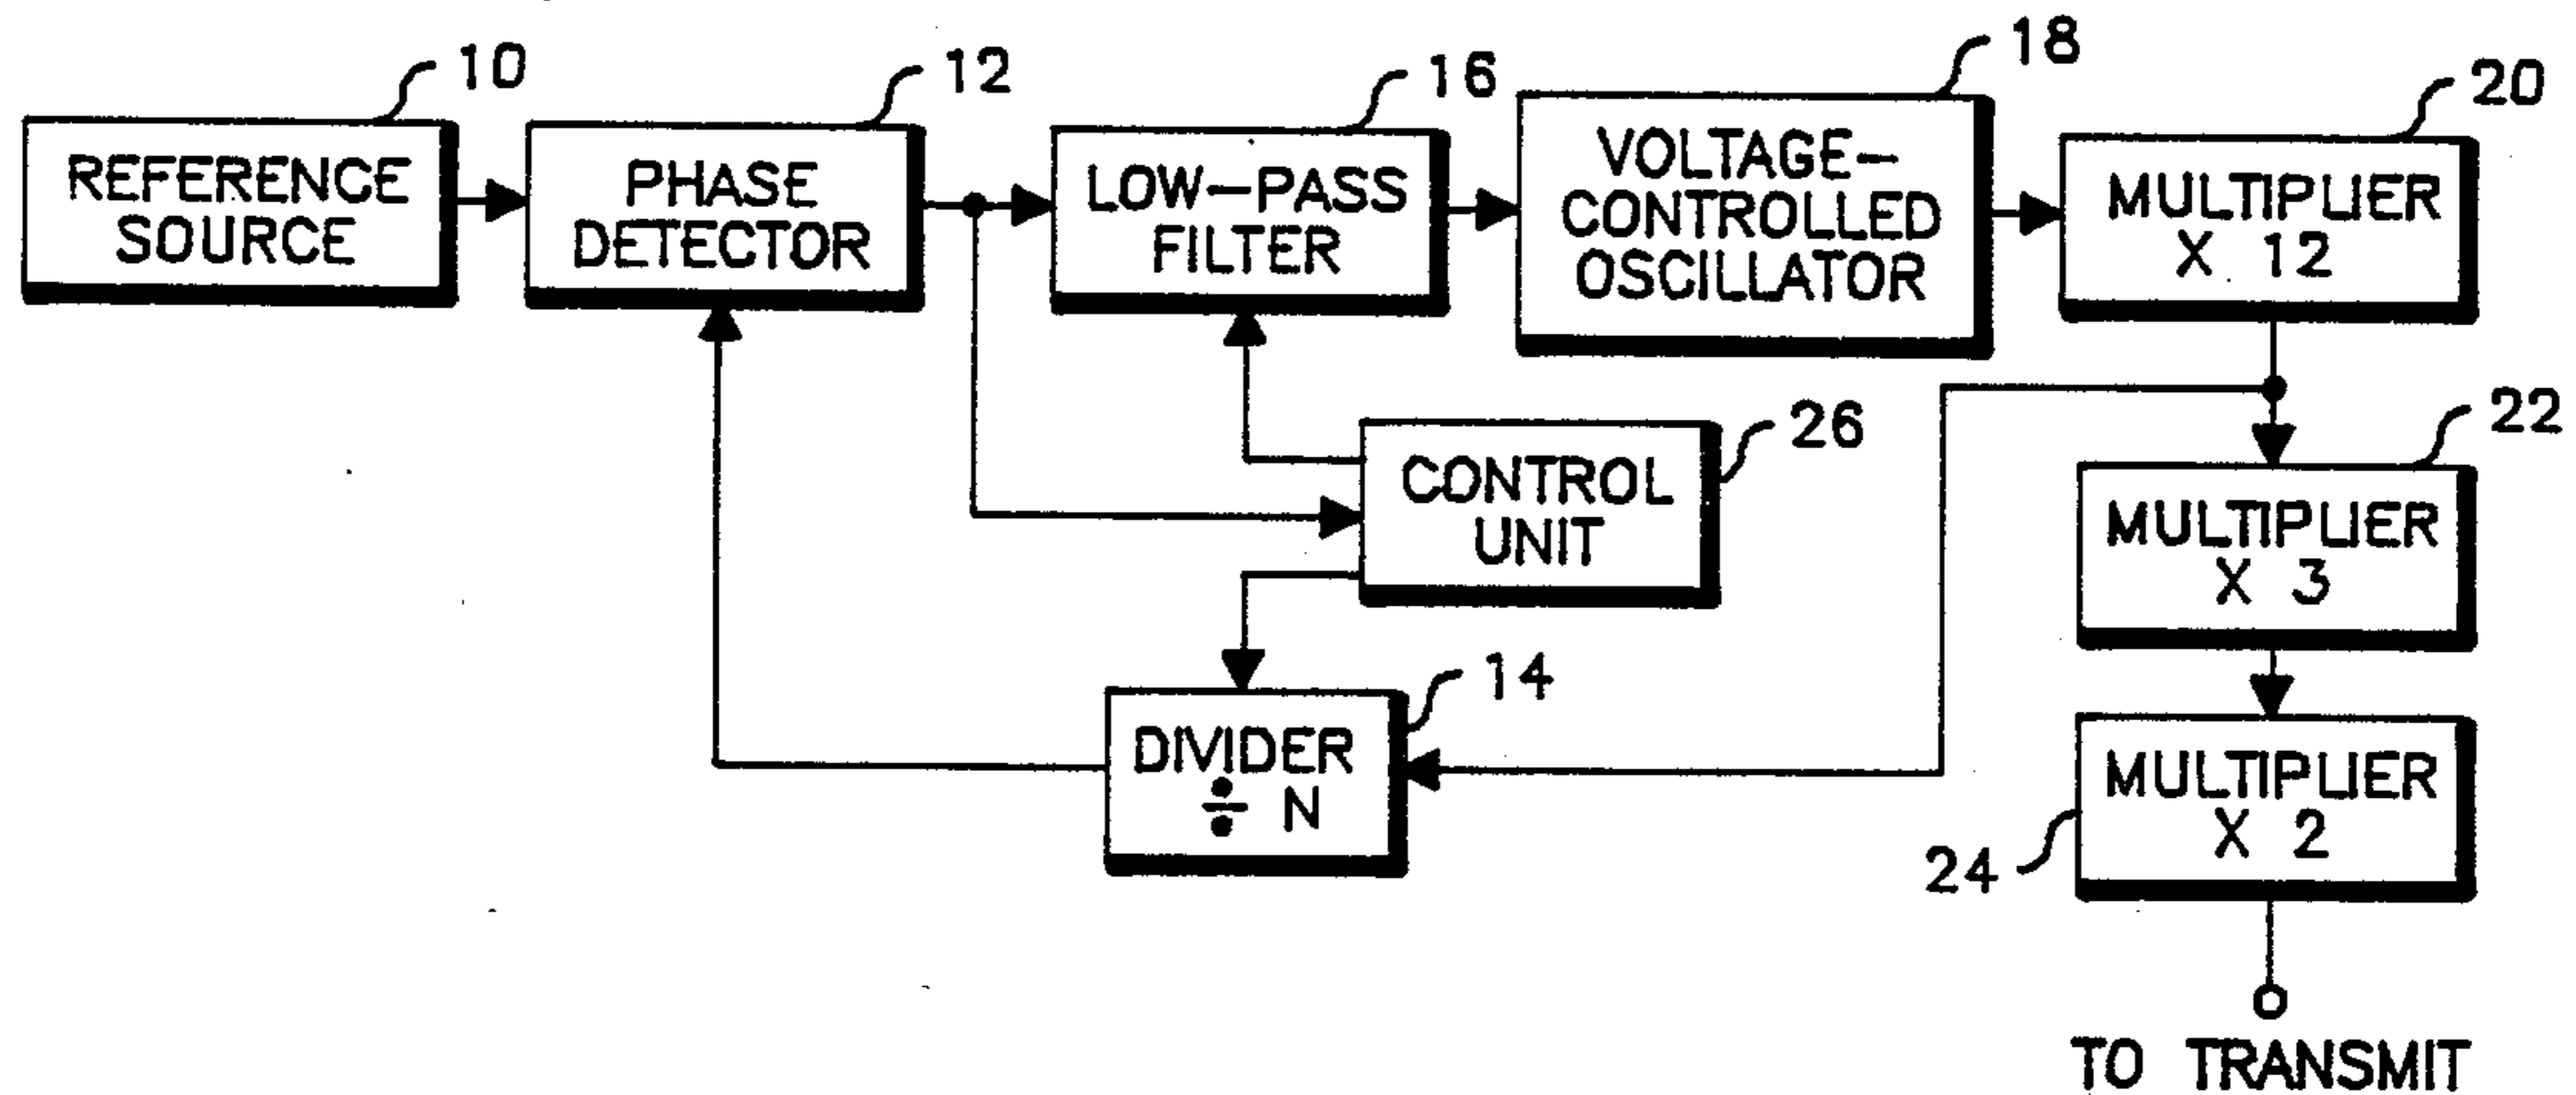 10
REFERENCE
SOURCE
12
PHASE
DETECTOR
16
LOW-PASS
FILTER
18
VOLTAGE-
CONTROLLED
OSCILLATOR
20
MULTIPLIER
X 12
22
MULTIPLIER
X 3
24
MULTIPLIER
X 2
TO TRANSMIT
26
CONTROL
UNIT
14
DIVIDER
÷ N